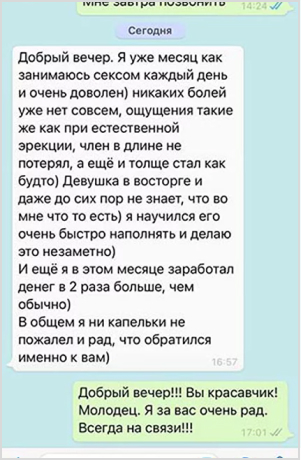 Мне завтра позвонить
14:24
Сегодня
Добрый вечер. Я уже месяц как
занимаюсь сексом каждый день
и очень доволен) никаких болей
уже нет совсем, ощущения такие
же как при естественной
эрекции, член в длине не
потерял, а ещё и толще стал как
будто) Девушка в восторге и
даже до сих пор не знает, что во
мне что то есть) я научился его
очень быстро наполнять и делаю
это незаметно)
И ещё я в этом месяце заработал
денег в 2 раза больше, чем
обычно)
В общем я ни капельки не
пожалел и рад, что обратился
именно к вам)
16:57
Добрый вечер!!! Вы красавчик!
Молодец. Я за вас очень рад.
Всегда на связи!!!
17:01